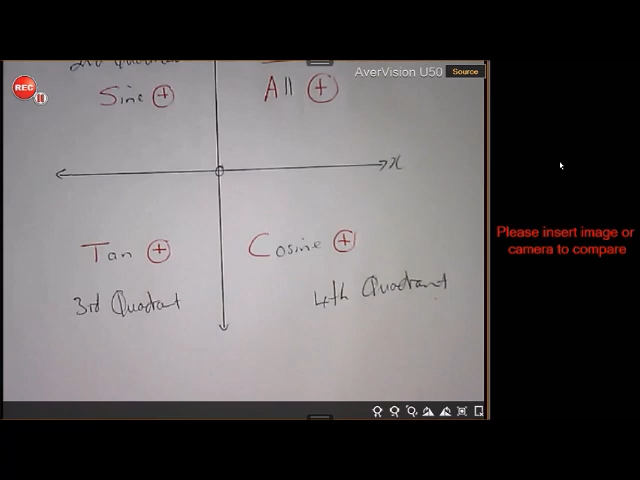 AverVision U50
Source
REC
Sine +
All +
x
Tan +
Cosine +
3rd Quadrant
4th Quadrant
Please insert image or
camera to compare